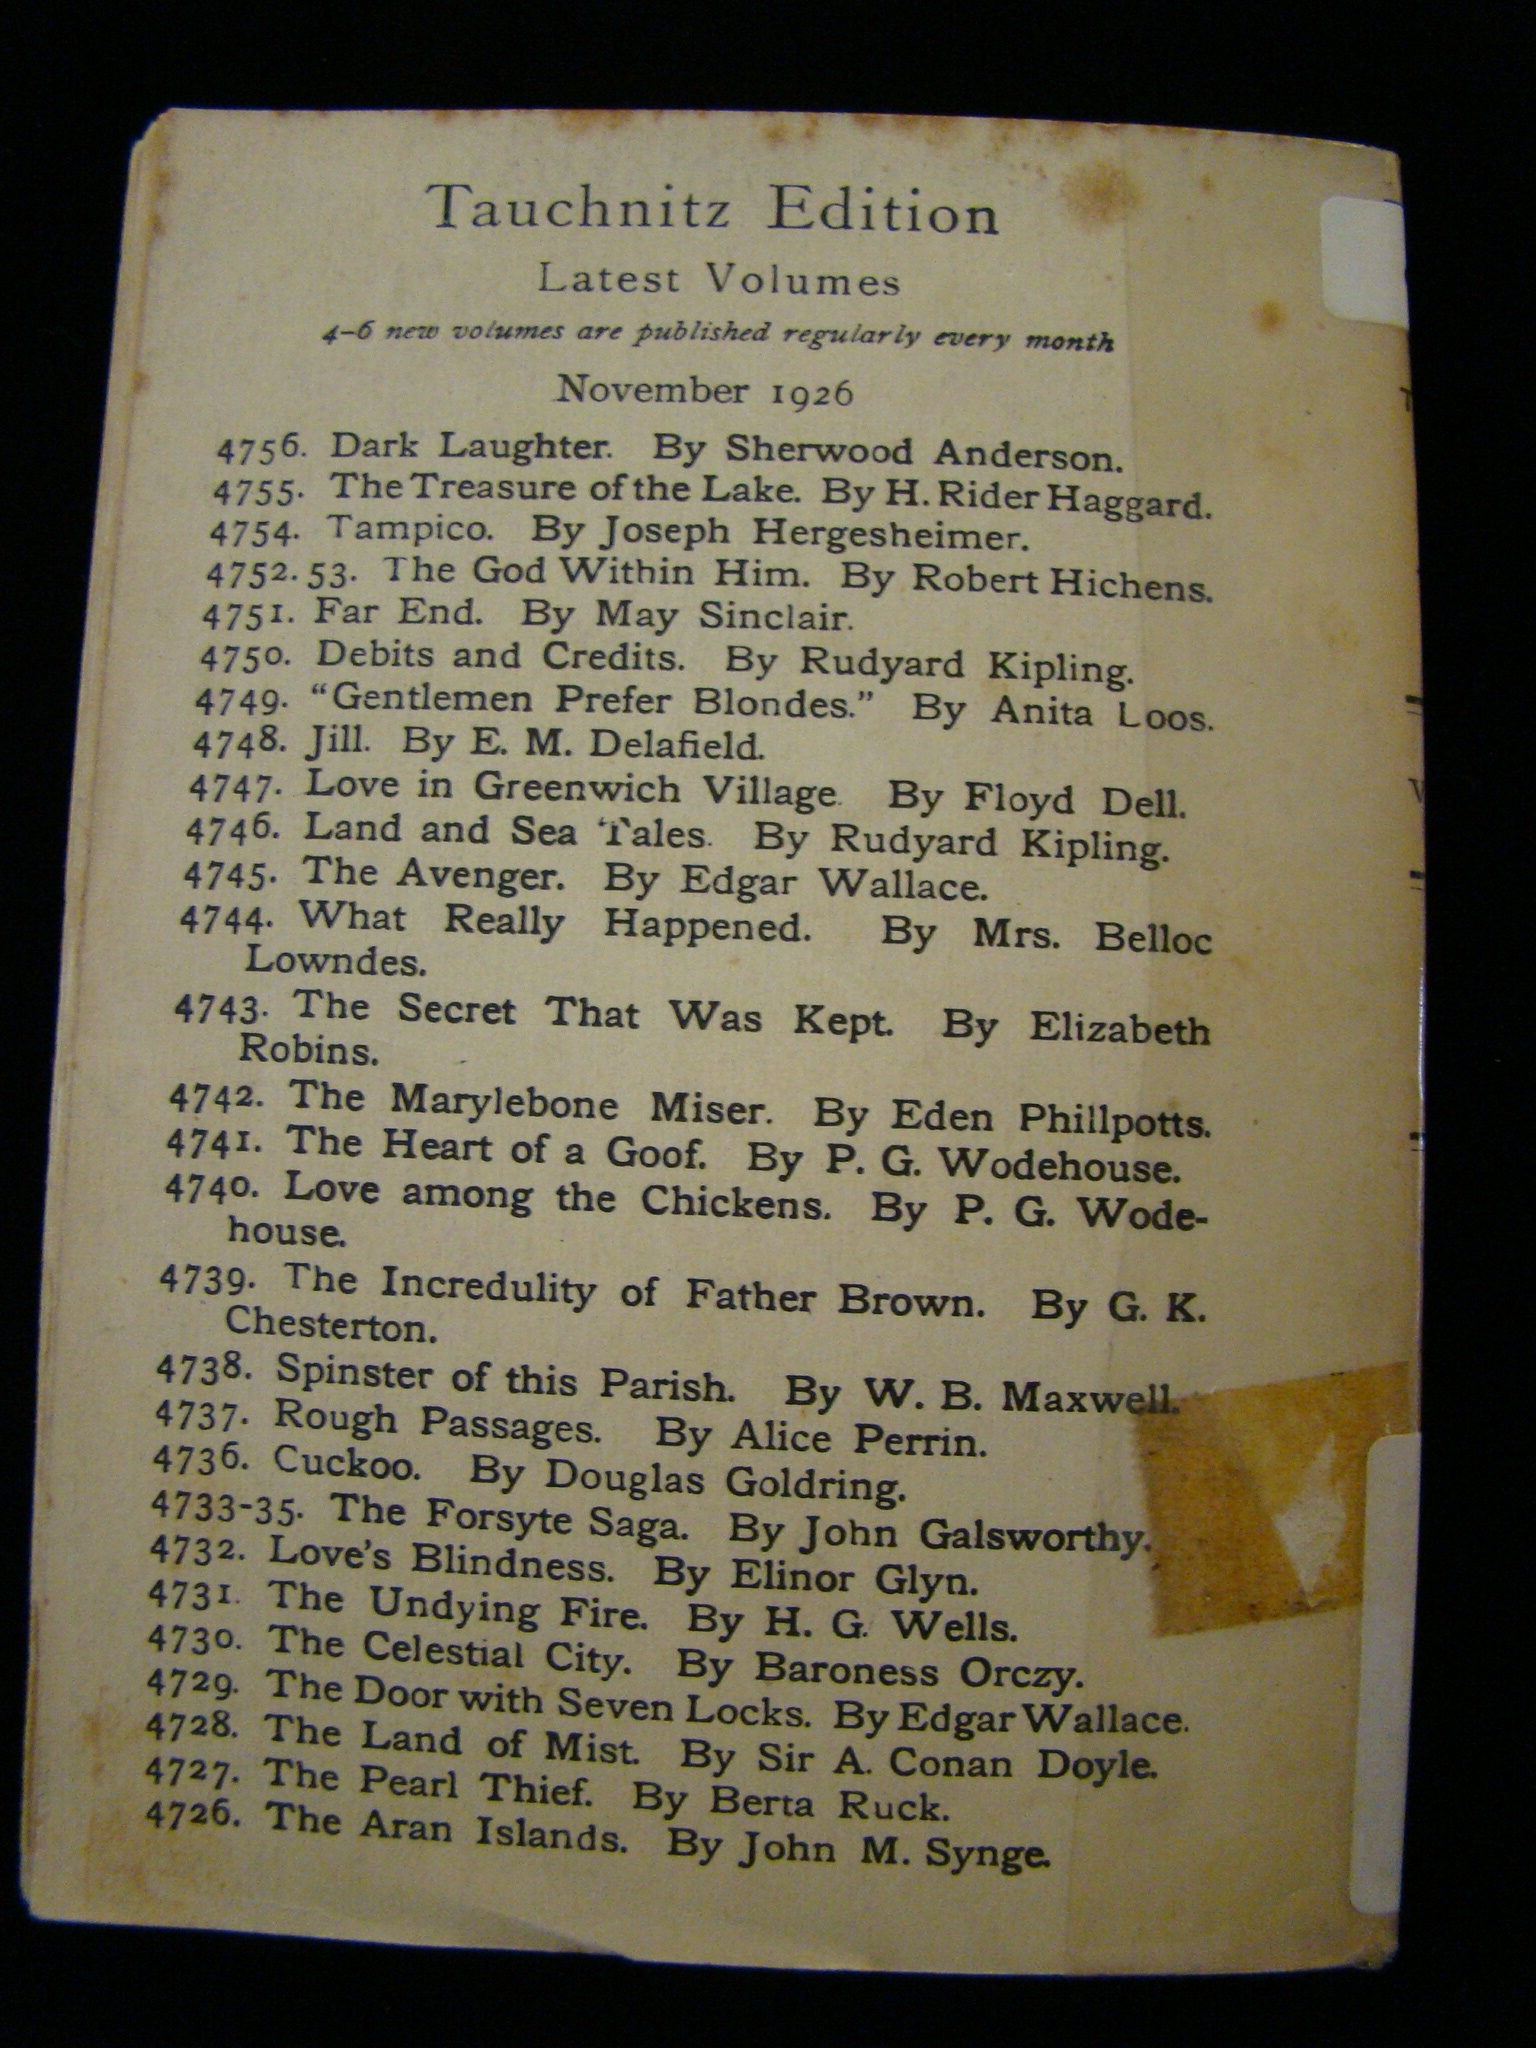 Tauchnitz Edition
Latest Volumes
4-6 new volumes are published regularly every month
November 1926
4756. Dark Laughter. By Sherwood Anderson.
4755. The Treasure of the Lake. By H. Rider Haggard.
4754. Tampico. By Joseph Hergesheimer.
4752. 53. The God Within Him. By Robert Hichens.
4751. Far End. By May Sinclair.
4750. Debits and Credits. By Rudyard Kipling.
4749. “Gentlemen Prefer Blondes.” By Anita Loos.
4748. Jill. By E. M. Delafield.
4747. Love in Greenwich Village. By Floyd Dell.
4746. Land and Sea Tales. By Rudyard Kipling.
4745. The Avenger. By Edgar Wallace.
4744. What Really Happened. By Mrs. Belloc
Lowndes.
4743. The Secret That Was Kept. By Elizabeth
Robins.
4742. The Marylebone Miser. By Eden Phillpotts.
4741. The Heart of a Goof. By P. G. Wodehouse.
4740. Love among the Chickens. By P. G. Wode-
house.
4739. The Incredulity of Father Brown. By G. K.
Chesterton.
4738. Spinster of this Parish. By W. B. Maxwell.
4737. Rough Passages. By Alice Perrin.
4736. Cuckoo. By Douglas Goldring.
4733-35. The Forsyte Saga. By John Galsworthy.
4732. Love’s Blindness. By Elinor Glyn.
4731. The Undying Fire. By H. G. Wells.
4730. The Celestial City. By Baroness Orczy.
4729. The Door with Seven Locks. By Edgar Wallace.
4728. The Land of Mist. By Sir A. Conan Doyle.
4727. The Pearl Thief. By Berta Ruck.
4726. The Aran Islands. By John M. Synge.